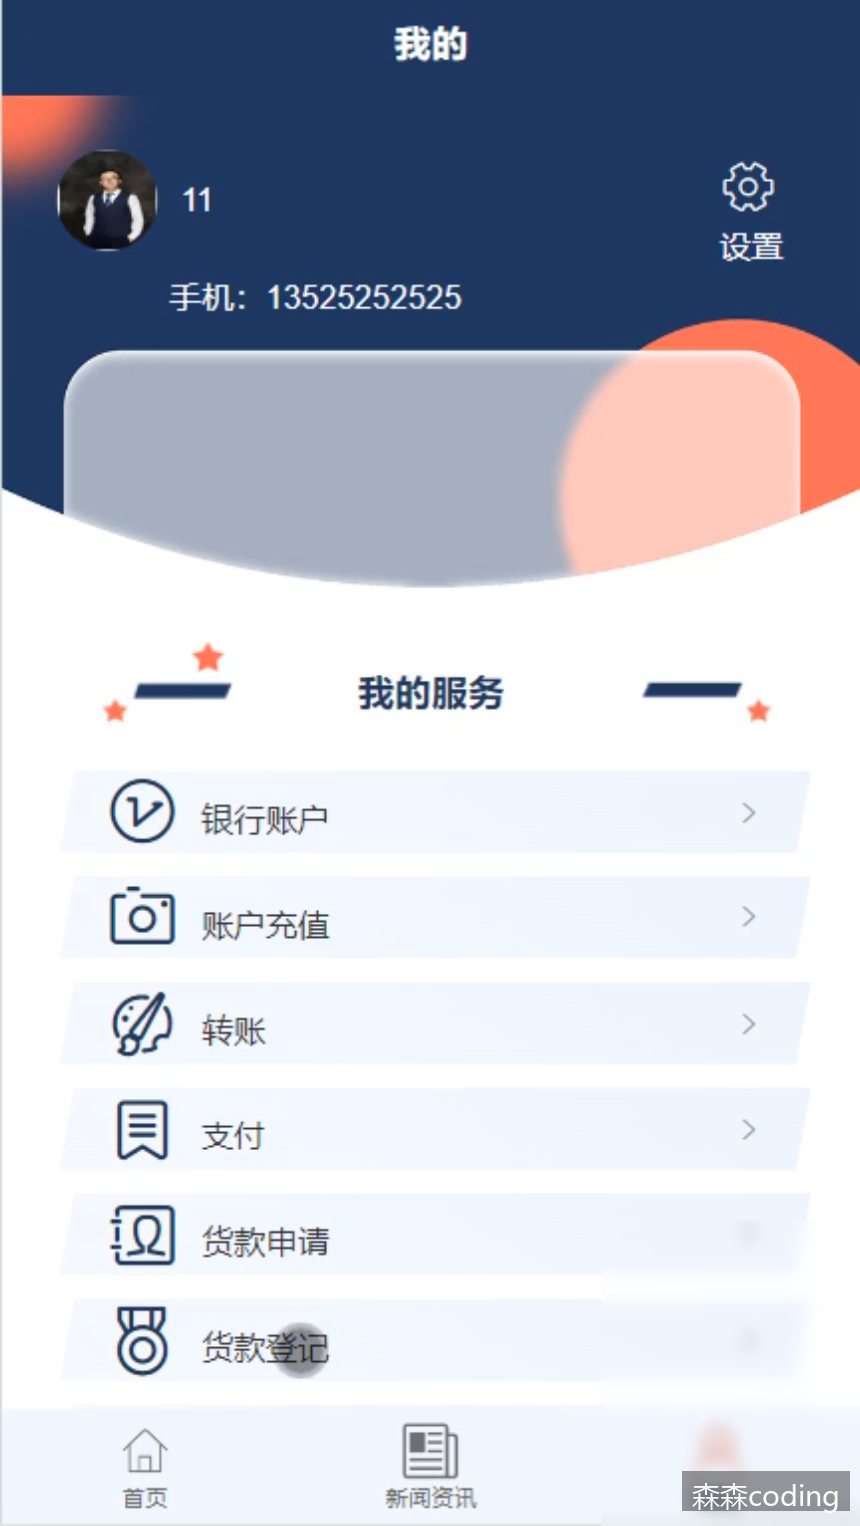 我的
11
设置
手机：13525252525
我的服务
银行账户
账户充值
转账
支付
货款申请
货款登记
首页
新闻资讯
森森coding